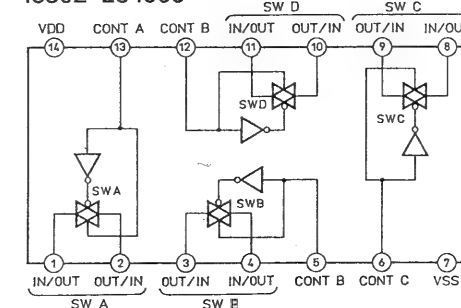 SW D SW C
VDD CONT A CONT B IN/OUT OUT/IN OUT/IN IN/OU
14 13 12 11 10 9 8
SWD
SWC
SWA
SWB
1 2 3 4 5 6 7
IN/OUT OUT/IN OUT/IN IN/OUT CONT B CONT C VSS
SW A SW B